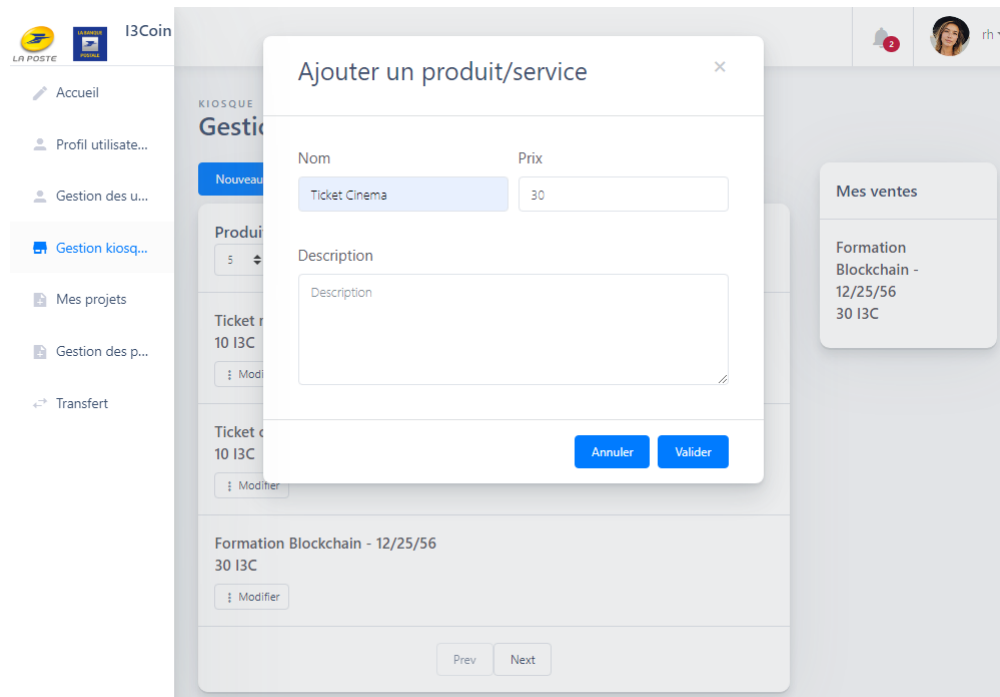 LA POSTE
LA BANQUE
POSTALE
I3Coin
2
rh
Accueil
Profil utilisate...
Gestion des u...
Gestion kiosq...
Mes projets
Gestion des p...
Transfert
KIOSQUE
Nouveau
5
Ticket
10 I3C
Ticket
10 I3C
Modifier
Formation Blockchain - 12/25/56
30 I3C
Modifier
Prev
Next
Ajouter un produit/service
×
Nom
Prix
Ticket Cinema
30
Description
Description
Annuler
Valider
Mes ventes
Formation
Blockchain -
12/25/56
30 I3C